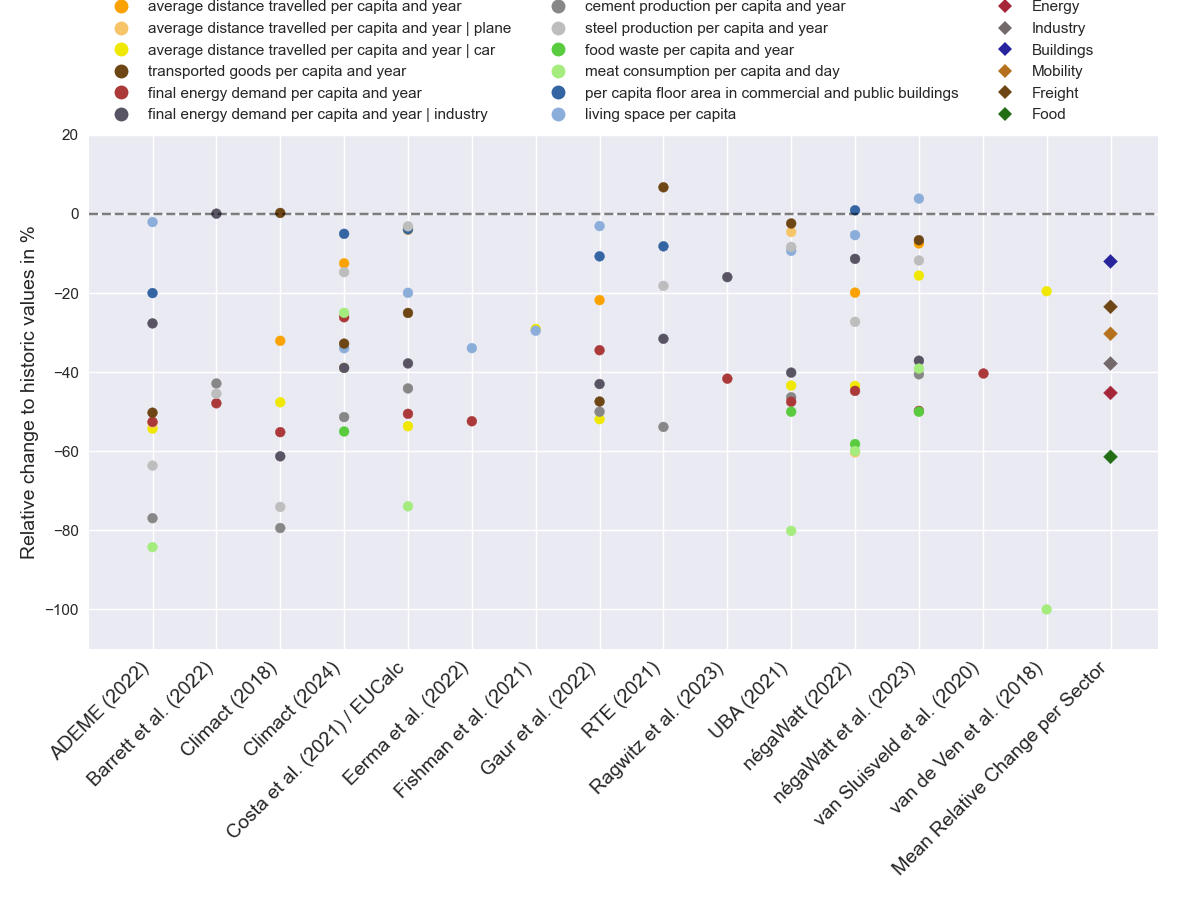 average distance travelled per capita and year
average distance travelled per capita and year | plane
average distance travelled per capita and year | car
transported goods per capita and year
final energy demand per capita and year
final energy demand per capita and year | industry
cement production per capita and year
steel production per capita and year
food waste per capita and year
meat consumption per capita and day
per capita floor area in commercial and public buildings
living space per capita
Energy
Industry
Buildings
Mobility
Freight
Food
Relative change to historic values in %
20
0
−20
−40
−60
−80
−100
ADEME (2022)
Barrett et al. (2022)
Climact (2018)
Climact (2024)
Costa et al. (2021) / EUCalc
Eerma et al. (2022)
Fishman et al. (2021)
Gaur et al. (2022)
RTE (2021)
Ragwitz et al. (2023)
UBA (2021)
négaWatt (2022)
négaWatt et al. (2023)
van Sluisveld et al. (2020)
van de Ven et al. (2018)
Mean Relative Change per Sector